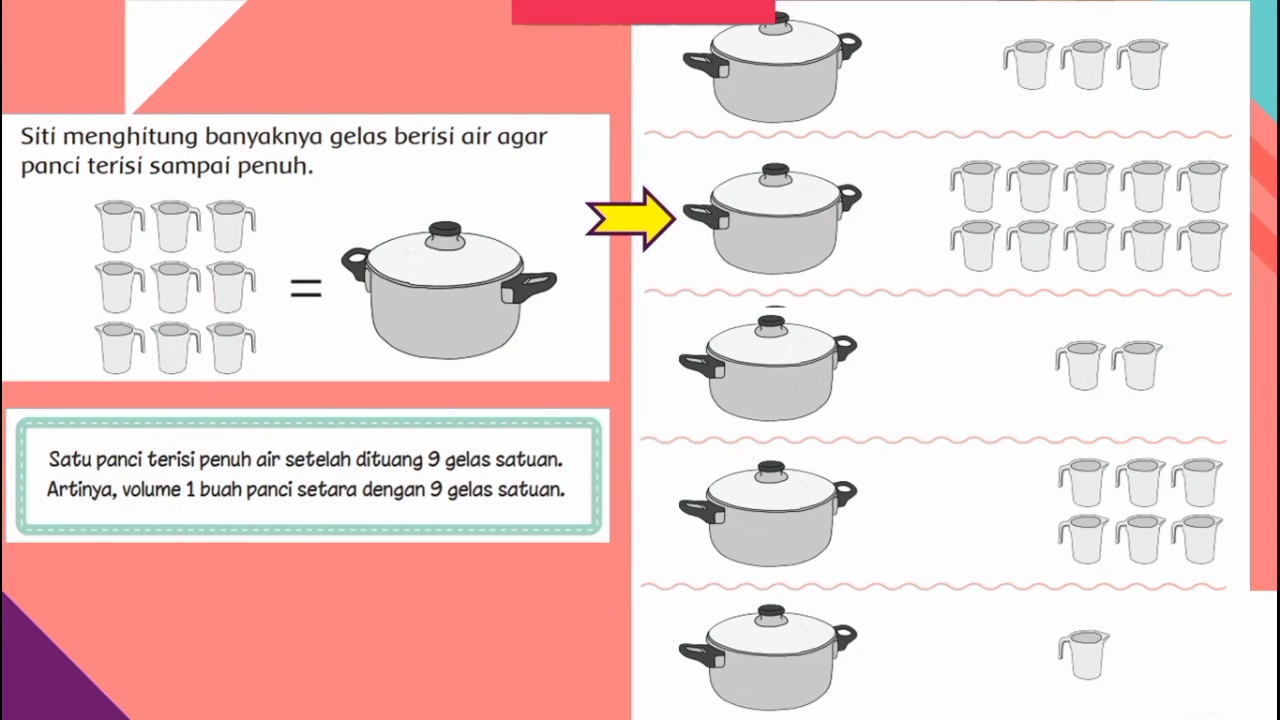 Siti menghitung banyaknya gelas berisi air agar
panci terisi sampai penuh.
=
Satu panci terisi penuh air setelah dituang 9 gelas satuan.
Artinya, volume 1 buah panci setara dengan 9 gelas satuan.